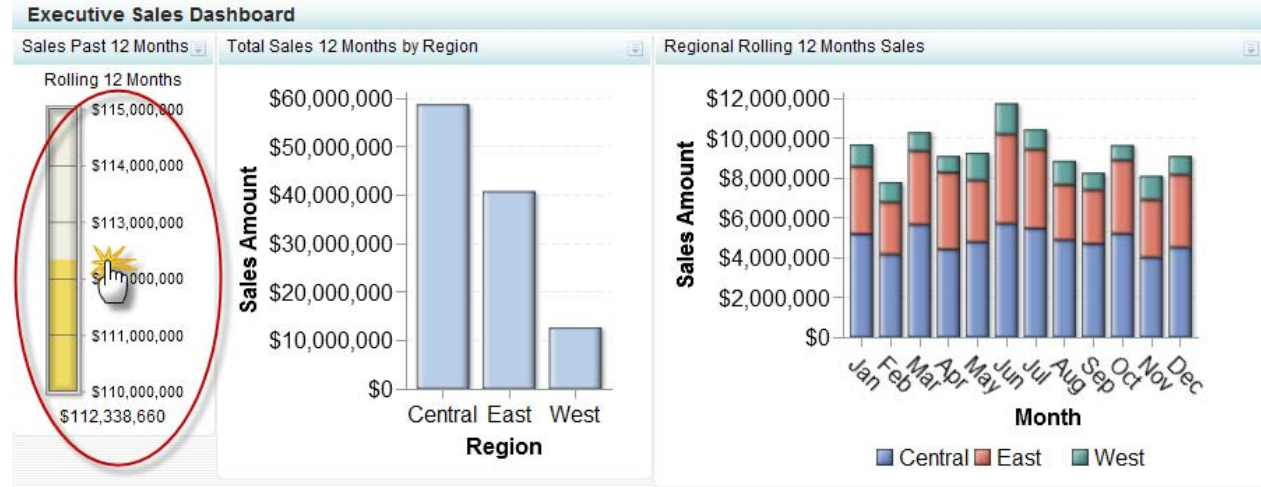 Executive Sales Dashboard
Sales Past 12 Months
Rolling 12 Months
$115,000,000
$114,000,000
$113,000,000
000,000
$111,000,000
$110,000,000
$112,338,660
Total Sales 12 Months by Region
Sales Amount
$60,000,000
$50,000,000
$40,000,000
$30,000,000
$20,000,000
$10,000,000
$0
Central East West
Region
Regional Rolling 12 Months Sales
Sales Amount
$12,000,000
$10,000,000
$8,000,000
$6,000,000
$4,000,000
$2,000,000
$0
Jan Feb Mar Apr May Jun Jul Aug Sep Oct Nov Dec
Month
Central East West